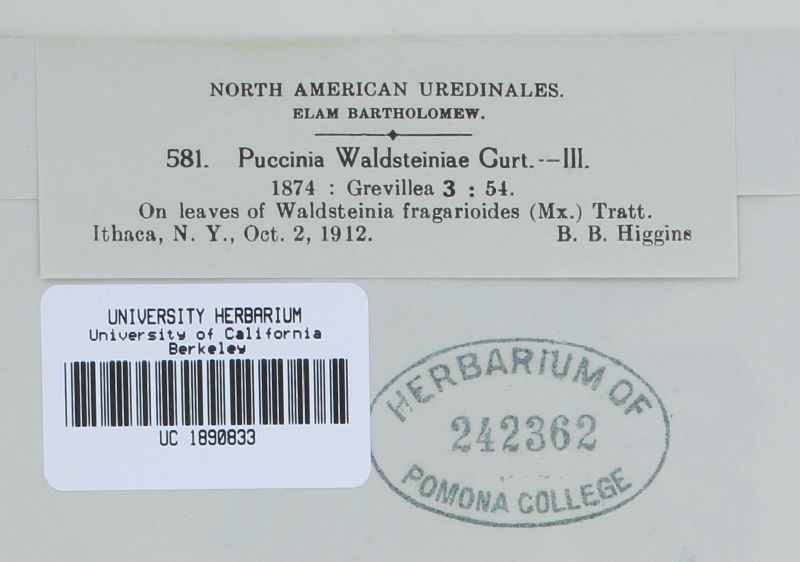 NORTH AMERICAN UREDINALES.
ELAM BARTHOLOMEW.
581. Puccinia Waldsteiniae Curt.--III.
1874 : Grevillea 3 : 54.
On leaves of Waldsteinia fragarioides (Mx.) Tratt.
Ithaca, N. Y., Oct. 2, 1912. B. B. Higgins
UNIVERSITY HERBARIUM
University of California
Berkeley
UC 1890833
HERBARIUM OF
242362
POMONA COLLEGE